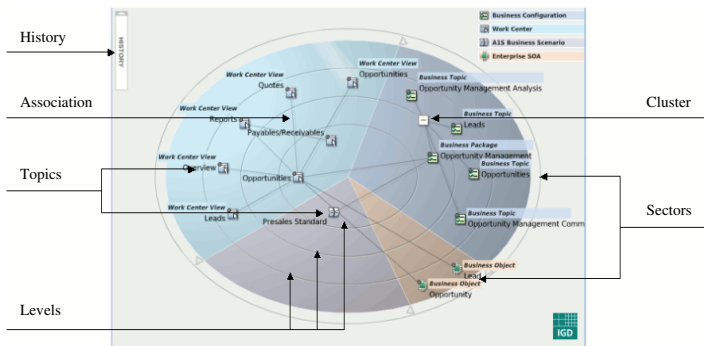 Business Configuration
Work Center
A1S Business Scenario
Enterprise SOA
History
HISTORY
Work Center View
Opportunities
Work Center View
Quotes
Business Topic
Opportunity Management Analysis
Association
Cluster
Work Center View
Reports
Payables/Receivables
Business Topic
Leads
Business Package
Opportunity Management
Work Center View
Overview
Topics
Opportunities
Business Topic
Opportunities
Work Center View
Leads
Presales Standard
Business Topic
Opportunity Management Comm
Sectors
Business Object
Lead
Business Object
Opportunity
Levels
IGD